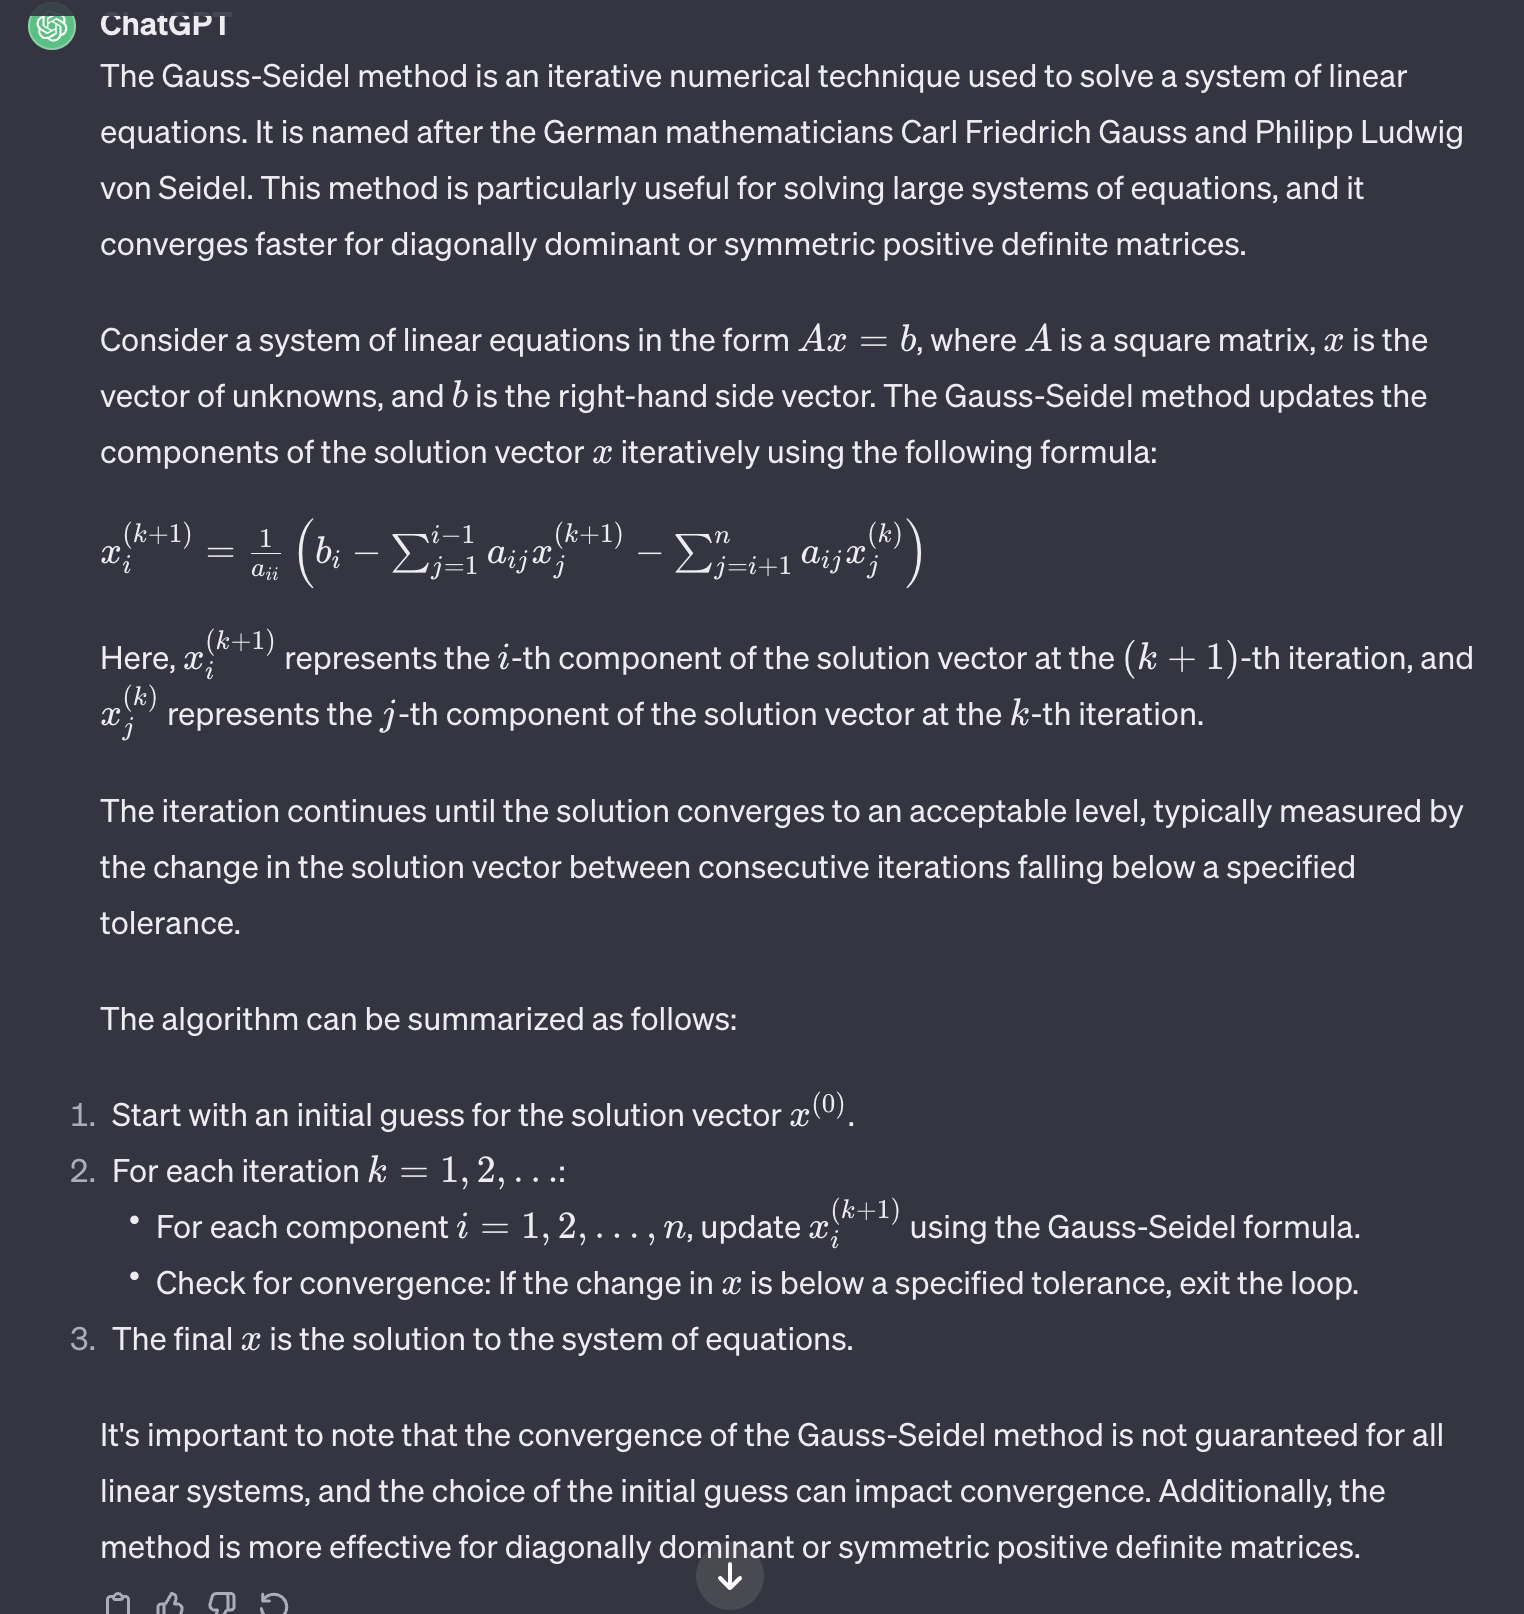 ChatGPT
The Gauss-Seidel method is an iterative numerical technique used to solve a system of linear
equations. It is named after the German mathematicians Carl Friedrich Gauss and Philipp Ludwig
von Seidel. This method is particularly useful for solving large systems of equations, and it
converges faster for diagonally dominant or symmetric positive definite matrices.
Consider a system of linear equations in the form $Ax = b$, where $A$ is a square matrix, $x$ is the
vector of unknowns, and $b$ is the right-hand side vector. The Gauss-Seidel method updates the
components of the solution vector $x$ iteratively using the following formula:
$x_i^{(k+1)} = \frac{1}{a_{ii}} \left( b_i - \sum_{j=1}^{i-1} a_{ij} x_j^{(k+1)} - \sum_{j=i+1}^{n} a_{ij} x_j^{(k)} \right)$
Here, $x_i^{(k+1)}$ represents the $i$-th component of the solution vector at the $(k + 1)$-th iteration, and
$x_j^{(k)}$ represents the $j$-th component of the solution vector at the $k$-th iteration.
The iteration continues until the solution converges to an acceptable level, typically measured by
the change in the solution vector between consecutive iterations falling below a specified
tolerance.
The algorithm can be summarized as follows:
1. Start with an initial guess for the solution vector $x^{(0)}$.
2. For each iteration $k = 1, 2, \ldots$:
• For each component $i = 1, 2, \ldots, n$, update $x_i^{(k+1)}$ using the Gauss-Seidel formula.
• Check for convergence: If the change in $x$ is below a specified tolerance, exit the loop.
3. The final $x$ is the solution to the system of equations.
It's important to note that the convergence of the Gauss-Seidel method is not guaranteed for all
linear systems, and the choice of the initial guess can impact convergence. Additionally, the
method is more effective for diagonally dominant or symmetric positive definite matrices.